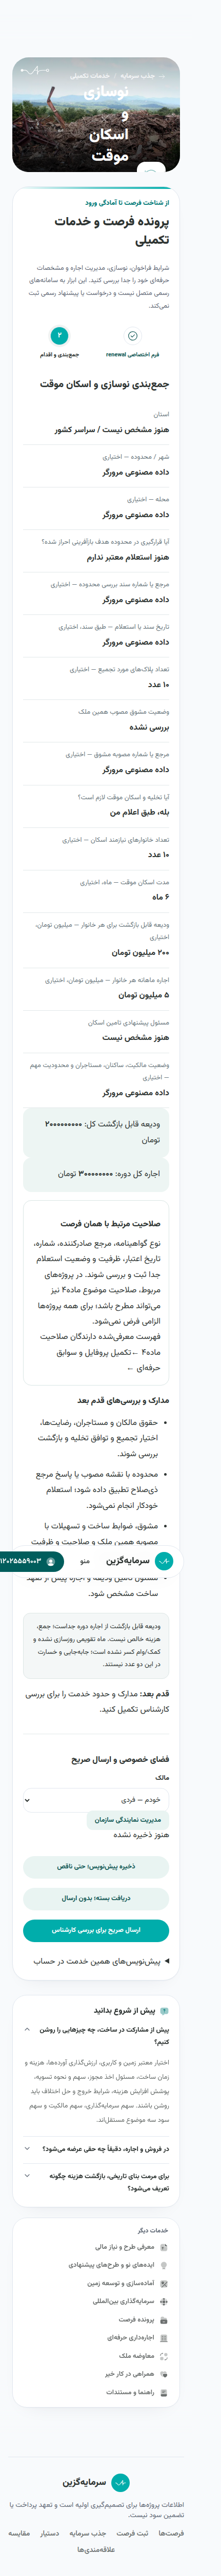 جذب سرمایه / خدمات تکمیلی
نوسازی
و
اسکان
موقت
از شناخت فرصت تا آمادگی ورود
پرونده فرصت و خدمات
تکمیلی
شرایط فراخوان، نوسازی، مدیریت اجاره و مشخصات
حرفه‌ای خود را جدا بررسی کنید. این ابزار به سامانه‌های
رسمی متصل نیست و درخواست یا پیشنهاد رسمی ثبت
نمی‌کند.
فرم اختصاصی renewal
۲
جمع‌بندی و اقدام
جمع‌بندی نوسازی و اسکان موقت
استان
هنوز مشخص نیست / سراسر کشور
شهر / محدوده — اختیاری
داده مصنوعی مرورگر
محله — اختیاری
داده مصنوعی مرورگر
آیا قرارگیری در محدوده هدف بازآفرینی احراز شده؟
هنوز استعلام معتبر ندارم
مرجع یا شماره سند بررسی محدوده — اختیاری
داده مصنوعی مرورگر
تاریخ سند یا استعلام — طبق سند، اختیاری
داده مصنوعی مرورگر
تعداد پلاک‌های مورد تجمیع — اختیاری
۱۰ عدد
وضعیت مشوق مصوب همین ملک
بررسی نشده
مرجع یا شماره مصوبه مشوق — اختیاری
داده مصنوعی مرورگر
آیا تخلیه و اسکان موقت لازم است؟
بله، طبق اعلام من
تعداد خانوارهای نیازمند اسکان — اختیاری
۱۰ عدد
مدت اسکان موقت — ماه، اختیاری
۶ ماه
ودیعه قابل بازگشت برای هر خانوار — میلیون تومان،
اختیاری
۲۰۰ میلیون تومان
اجاره ماهانه هر خانوار — میلیون تومان، اختیاری
۵ میلیون تومان
مسئول پیشنهادی تامین اسکان
هنوز مشخص نیست
وضعیت مالکیت، ساکنان، مستاجران و محدودیت مهم
— اختیاری
داده مصنوعی مرورگر
ودیعه قابل بازگشت کل: ۲۰۰۰۰۰۰۰۰۰
تومان
اجاره کل دوره: ۳۰۰۰۰۰۰۰۰ تومان
صلاحیت مرتبط با همان فرصت
نوع گواهینامه، مرجع صادرکننده، شماره،
تاریخ اعتبار، ظرفیت و وضعیت استعلام
جدا ثبت و بررسی شوند. در پروژه‌های
مربوط، صلاحیت موضوع ماده۴ نیز
می‌تواند مطرح باشد؛ برای همه پروژه‌ها
الزامی فرض نمی‌شود.
فهرست معرفی‌شده دارندگان صلاحیت
ماده۴ ←تکمیل پروفایل و سوابق
حرفه‌ای ←
مدارک و بررسی‌های قدم بعد
• حقوق مالکان و مستأجران، رضایت‌ها،
اختیار تجمیع و توافق تخلیه و بازگشت
بررسی شوند.
• محدوده با نقشه مصوب یا پاسخ مرجع
ذی‌صلاح تطبیق داده شود؛ استعلام
خودکار انجام نمی‌شود.
• مشوق، ضوابط ساخت و تسهیلات با
سرمایه‌گزین
منو
ساخت مشخص شود.
ودیعه قابل بازگشت از اجاره دوره جداست؛ جمع،
هزینه خالص نیست. ماه تقویمی روزشماری نشده و
کمک/وام کسر نشده است؛ جابه‌جایی و خسارت
در این دو عدد نیستند.
قدم بعد: مدارک و حدود خدمت را برای بررسی
کارشناس تکمیل کنید.
فضای خصوصی و ارسال صریح
مالک
خودم — فردی
مدیریت نمایندگی سازمان
هنوز ذخیره نشده
ذخیره پیش‌نویس؛ حتی ناقص
دریافت بسته؛ بدون ارسال
ارسال صریح برای بررسی کارشناس
◀ پیش‌نویس‌های همین خدمت در حساب
پیش از شروع بدانید
پیش از مشارکت در ساخت، چه چیزهایی را روشن
کنیم؟
اختیار معتبر زمین و کاربری، ارزش‌گذاری آورده‌ها، هزینه و
زمان ساخت، مسئول اخذ مجوز، سهم و نحوه تسویه،
پوشش افزایش هزینه، شرایط خروج و حل اختلاف باید
روشن باشند. سهم سرمایه‌گذاری، سهم مالکیت و سهم
سود سه موضوع مستقل‌اند.
در فروش و اجاره، دقیقاً چه حقی عرضه می‌شود؟
برای مرمت بنای تاریخی، بازگشت هزینه چگونه
تعریف می‌شود؟
خدمات دیگر
معرفی طرح و نیاز مالی
ایده‌های نو و طرح‌های پیشنهادی
آماده‌سازی و توسعه زمین
سرمایه‌گذاری بین‌المللی
پرونده فرصت
اجاره‌داری حرفه‌ای
معاوضه ملک
همراهی در کار خیر
راهنما و مستندات
سرمایه‌گزین
اطلاعات پروژه‌ها برای تصمیم‌گیری اولیه است و تعهد پرداخت یا
تضمین سود نیست.
فرصت‌ها ثبت فرصت جذب سرمایه دستیار مقایسه
علاقه‌مندی‌ها